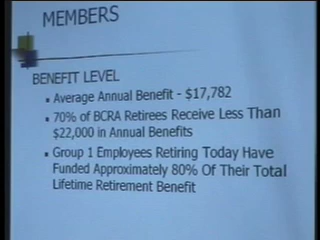 MEMBERS
BENEFIT LEVEL
Average Annual Benefit - $17,782
70% of BCRA Retirees Receive Less Than
$22,000 in Annual Benefits
Group 1 Employees Retiring Today Have
Funded Approximately 80% Of Their Total
Lifetime Retirement Benefit